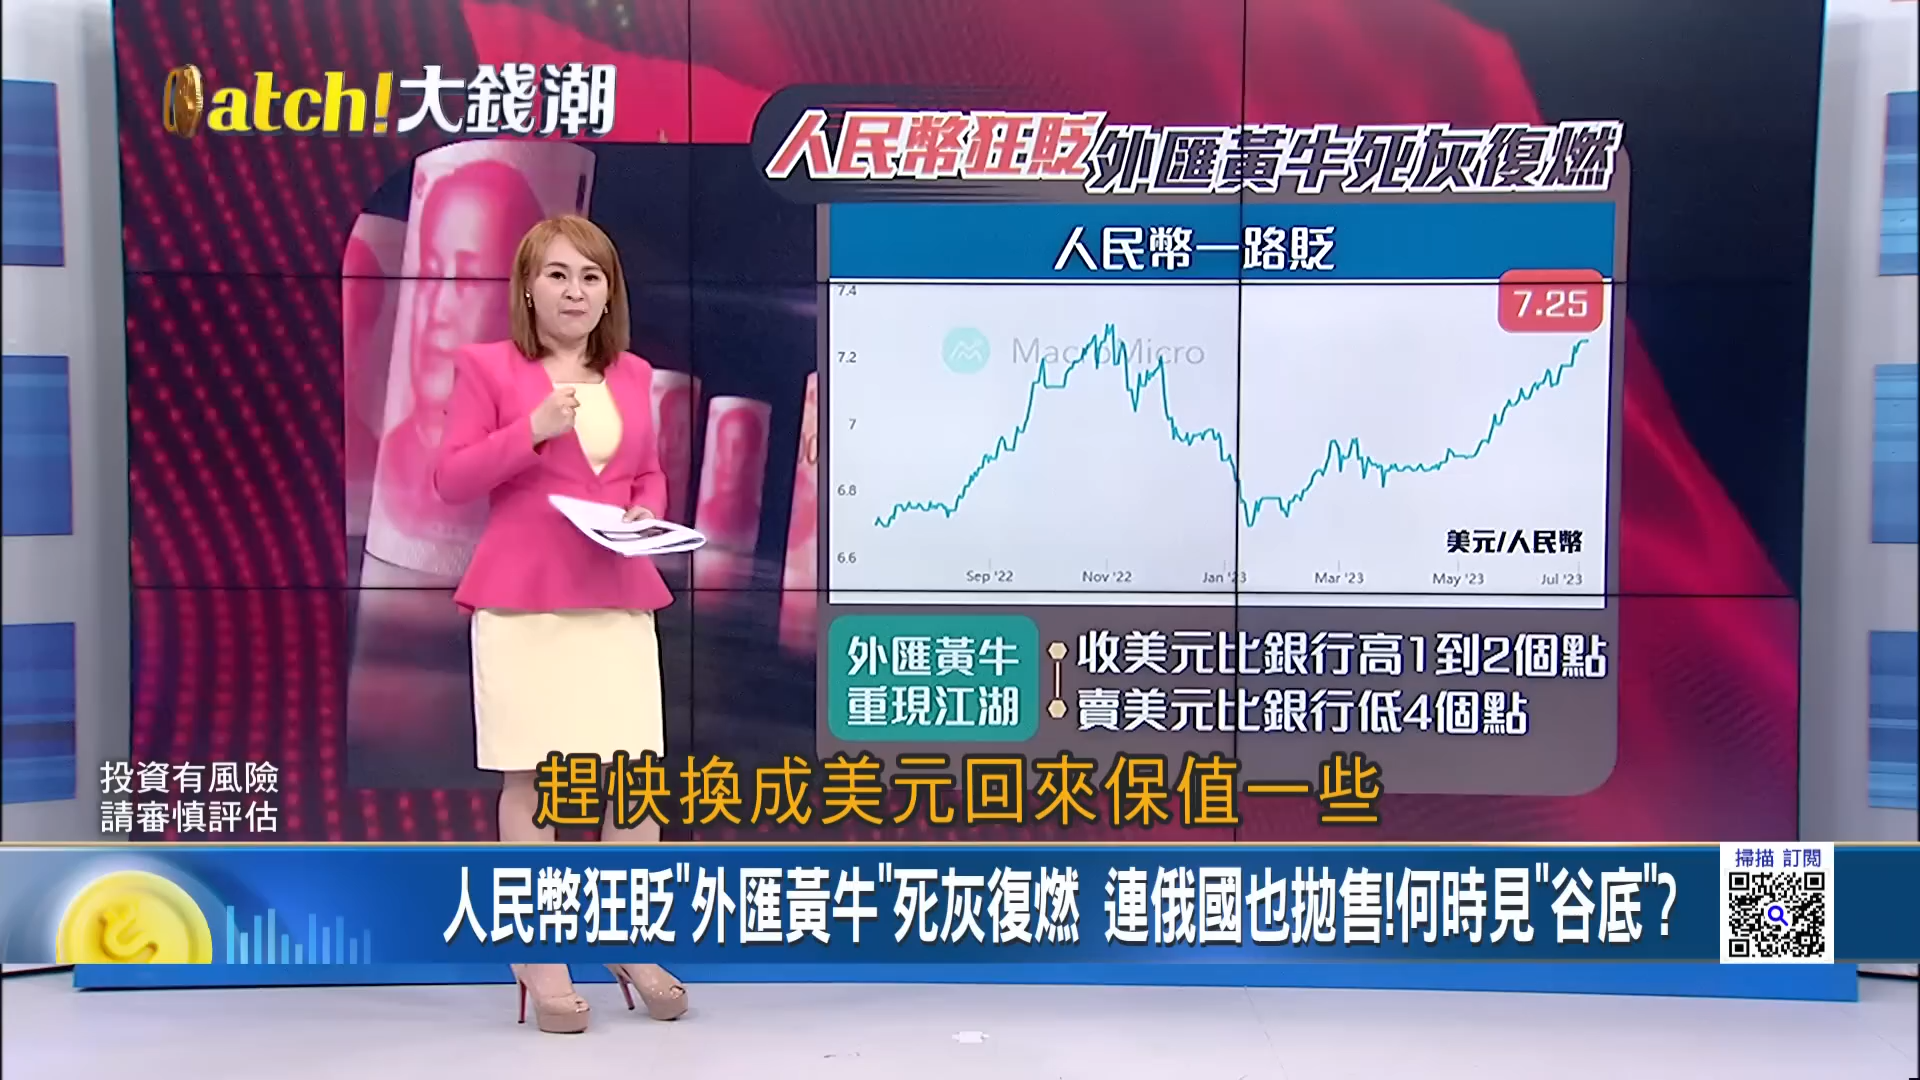 Catch!大錢潮
人民幣狂貶 外匯黃牛死灰復燃
人民幣一路貶
7.25
7.4
MacroMicro
7.2
7
6.8
6.6
美元/人民幣
Sep '22 Nov '22 Jan '23 Mar '23 May '23 Jul '23
外匯黃牛
重現江湖
收美元比銀行高1到2個點
賣美元比銀行低4個點
投資有風險
請審慎評估
趕快換成美元回來保值一些
掃描 訂閱
人民幣狂貶"外匯黃牛"死灰復燃 連俄國也拋售!何時見"谷底"?